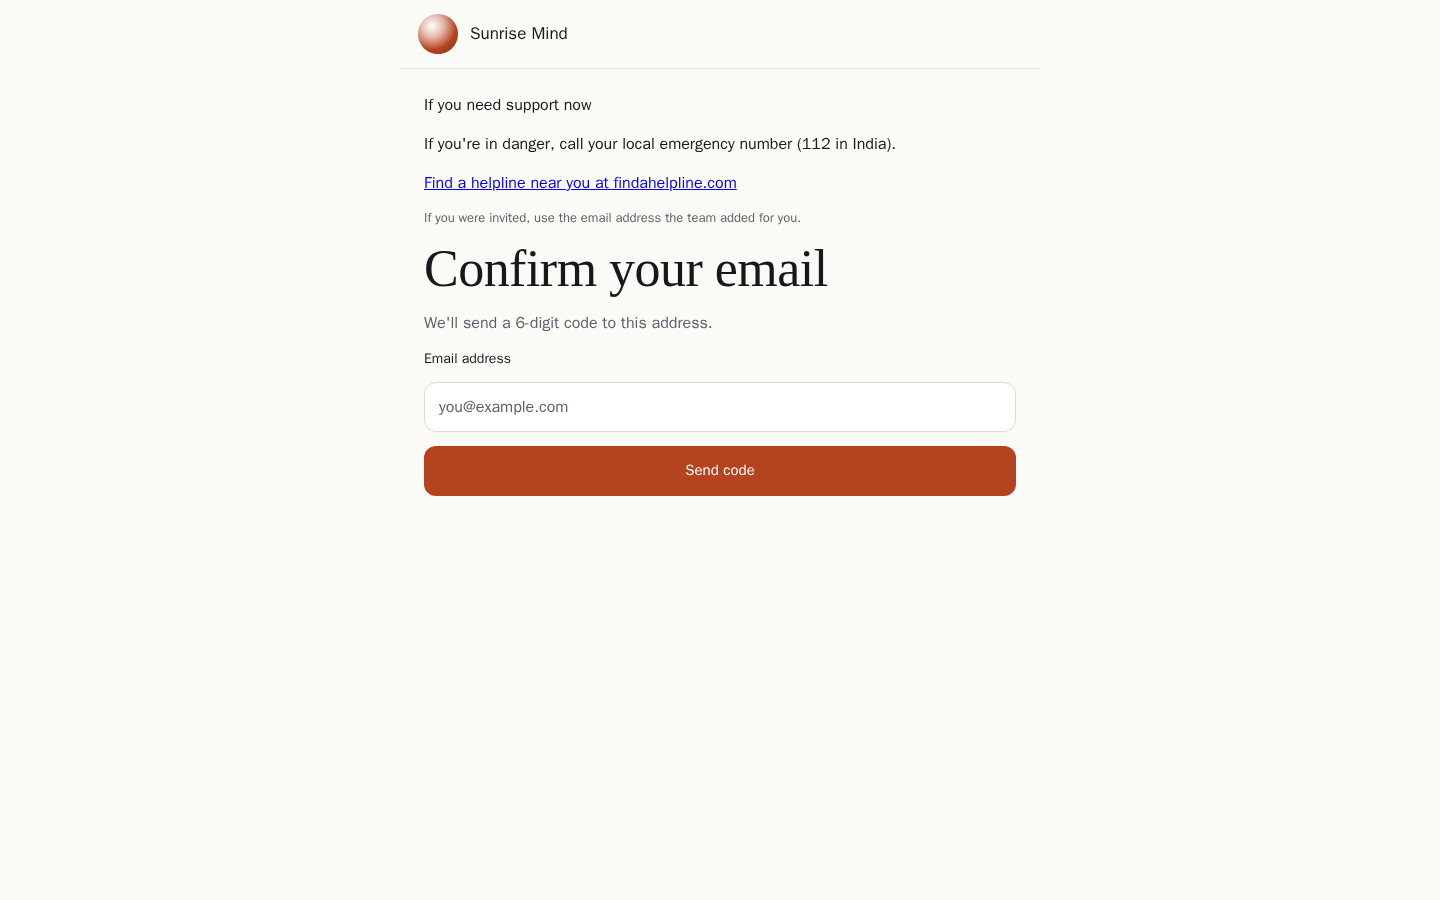 Sunrise Mind
If you need support now
If you're in danger, call your local emergency number (112 in India).
Find a helpline near you at findahelpline.com
If you were invited, use the email address the team added for you.
Confirm your email
We'll send a 6-digit code to this address.
Email address
you@example.com
Send code